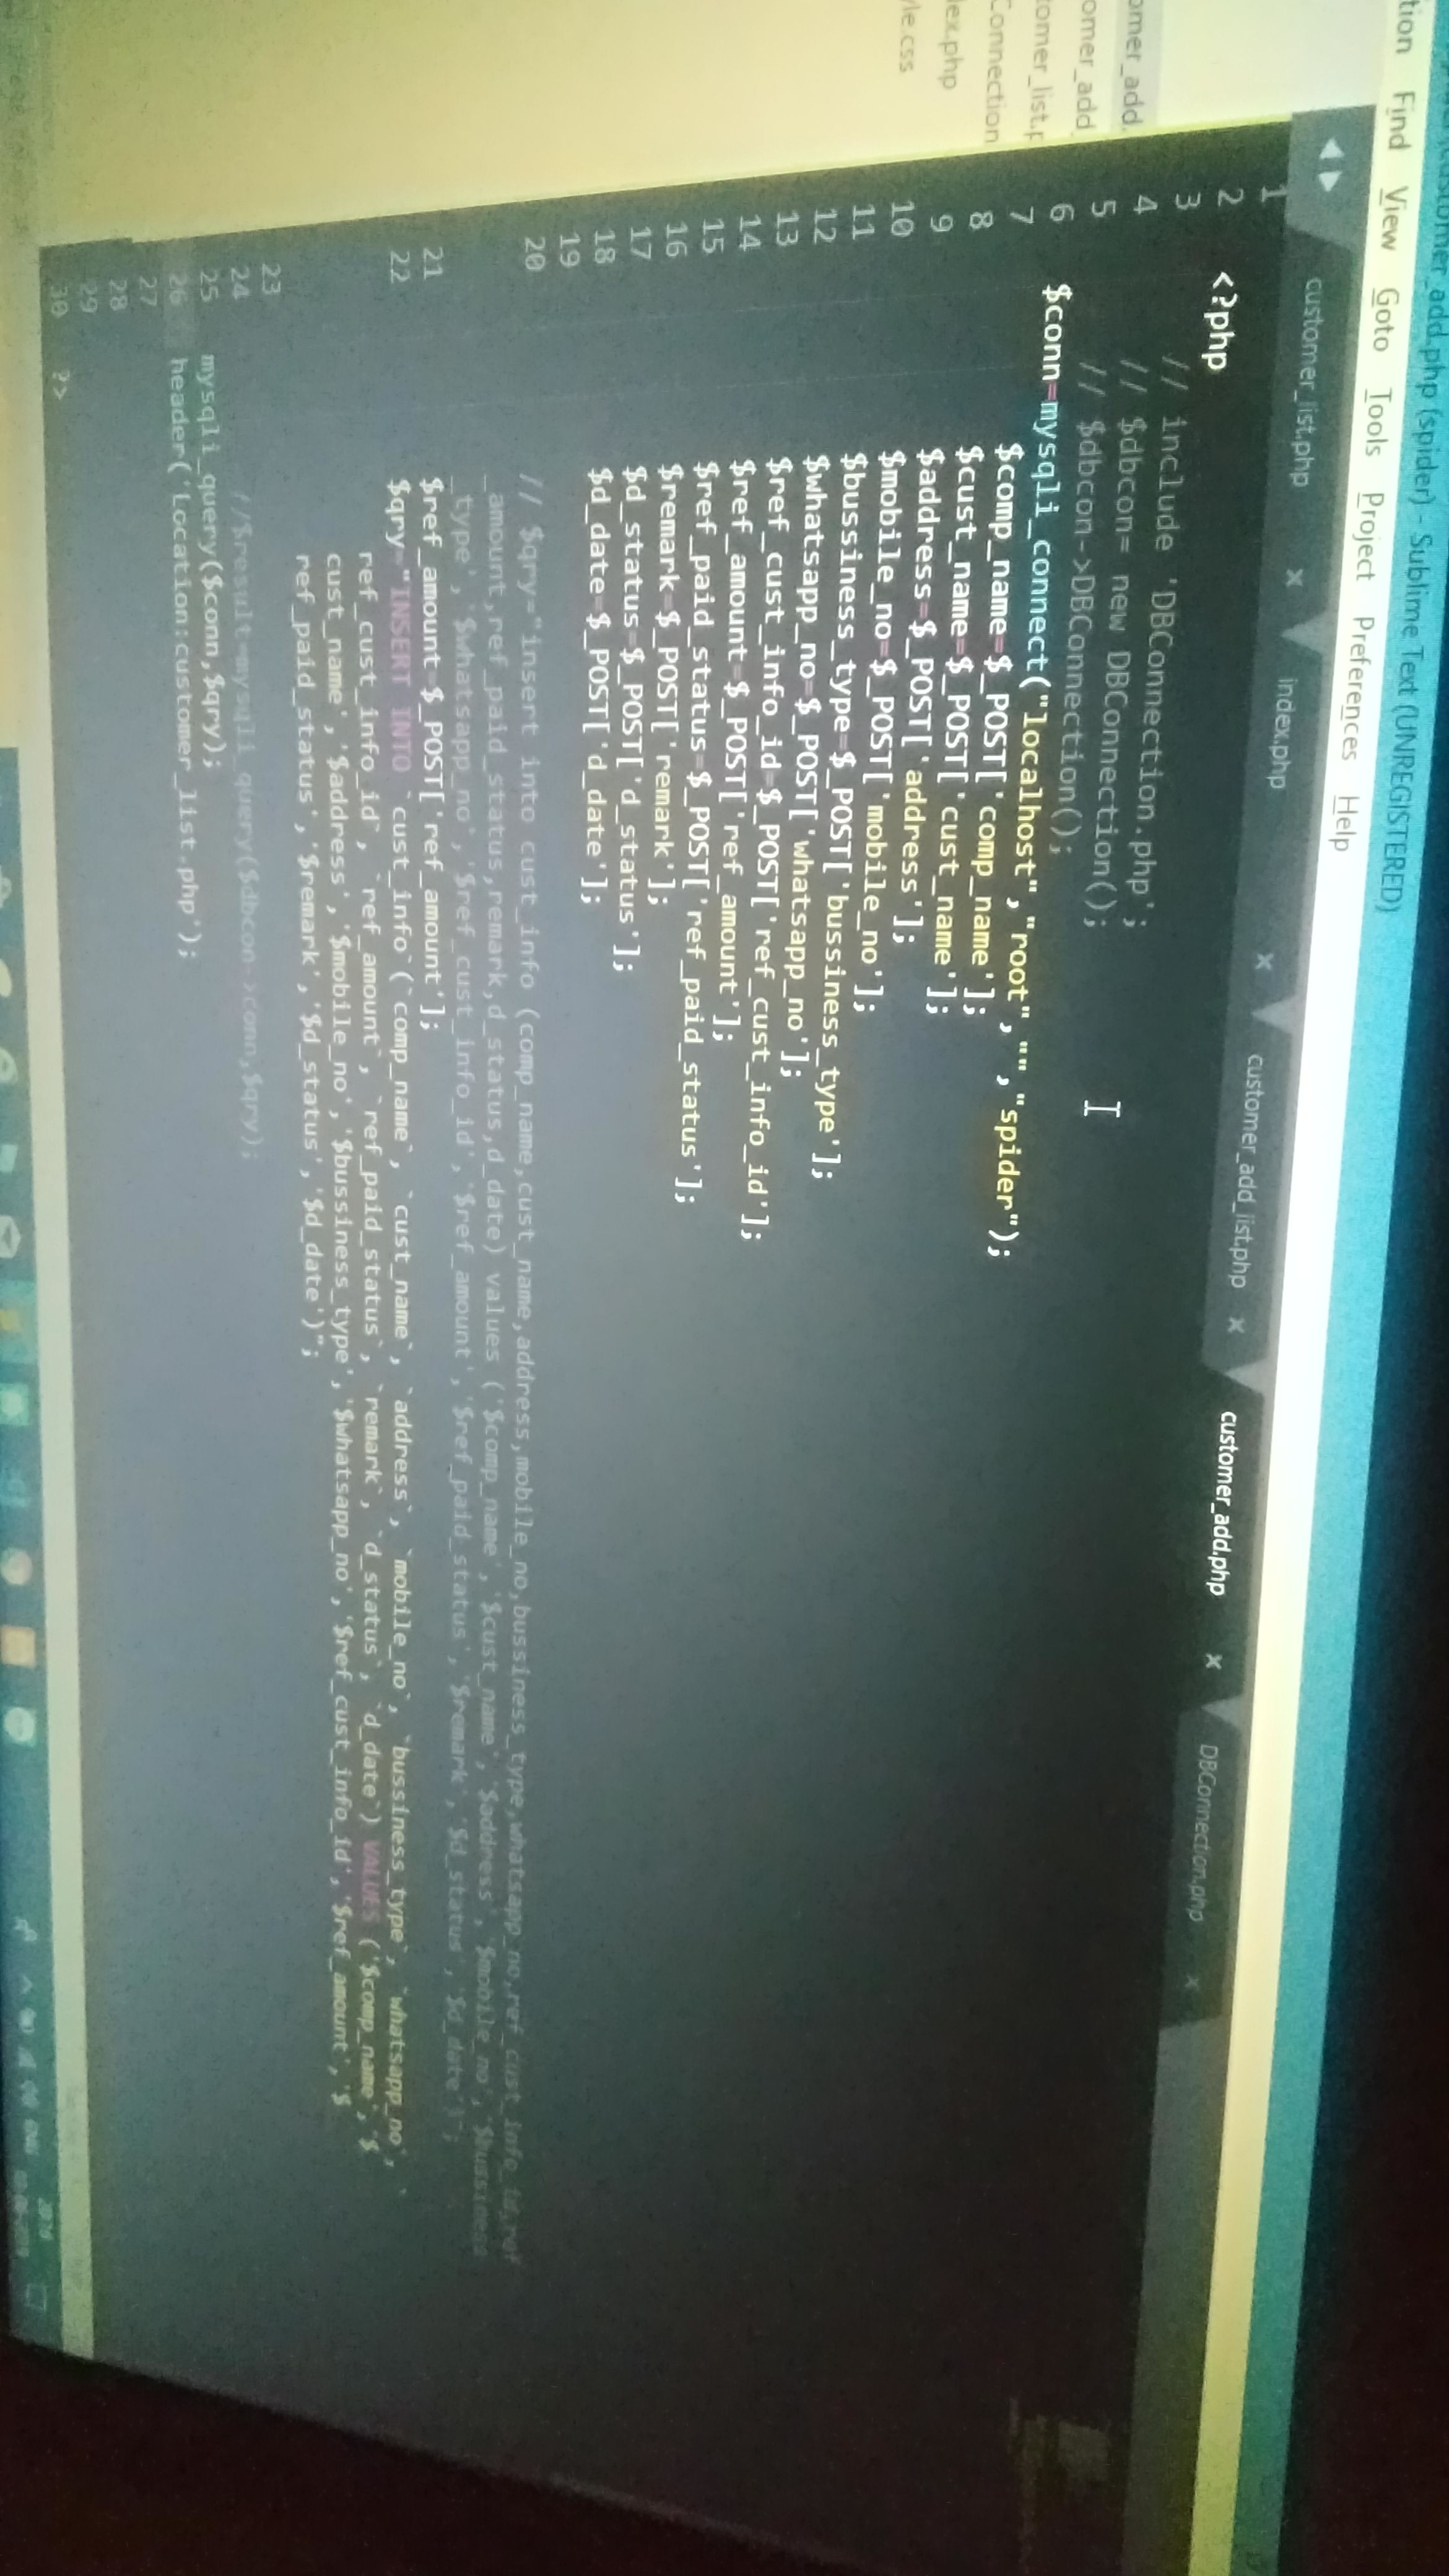 customer_add.php (spider) - Sublime Text (UNREGISTERED)
tion Find View Goto Tools Project Preferences Help
omer_add.
omer_add_
tomer_list.p
Connection
lex.php
le.css
customer_list.php × index.php × customer_add_list.php × customer_add.php × DBConnection.php ×
1
2 <?php
3 // include 'DBConnection.php';
4 // $dbcon= new DBConnection();
5 // $dbcon->DBConnection();
6 $conn=mysqli_connect("localhost","root","","spider");
7 $comp_name=$_POST['comp_name'];
8 $cust_name=$_POST['cust_name'];
9 $address=$_POST['address'];
10 $mobile_no=$_POST['mobile_no'];
11 $bussiness_type=$_POST['bussiness_type'];
12 $whatsapp_no=$_POST['whatsapp_no'];
13 $ref_cust_info_id=$_POST['ref_cust_info_id'];
14 $ref_amount=$_POST['ref_amount'];
15 $ref_paid_status=$_POST['ref_paid_status'];
16 $remark=$_POST['remark'];
17 $d_status=$_POST['d_status'];
18 $d_date=$_POST['d_date'];
19
20 // $qry="insert into cust_info (comp_name,cust_name,address,mobile_no,bussiness_type,whatsapp_no,ref_cust_info_id,ref
_amount,ref_paid_status,remark,d_status,d_date) values ('$comp_name','$cust_name','$address','$mobile_no','$bussiness
_type','$whatsapp_no','$ref_cust_info_id','$ref_amount','$ref_paid_status','$remark','$d_status','$d_date')";
21 $ref_amount=$_POST['ref_amount'];
22 $qry="INSERT INTO `cust_info`(`comp_name`, `cust_name`, `address`, `mobile_no`, `bussiness_type`, `whatsapp_no`, `
ref_cust_info_id`, `ref_amount`, `ref_paid_status`, `remark`, `d_status`, `d_date`) VALUES ('$comp_name','$
cust_name','$address','$mobile_no','$bussiness_type','$whatsapp_no','$ref_cust_info_id','$ref_amount','$
ref_paid_status','$remark','$d_status','$d_date')";
23
24 //$result=mysqli_query($dbcon->conn,$qry);
25 mysqli_query($conn,$qry);
26 header('Location:customer_list.php');
27
28
29
30 ?>